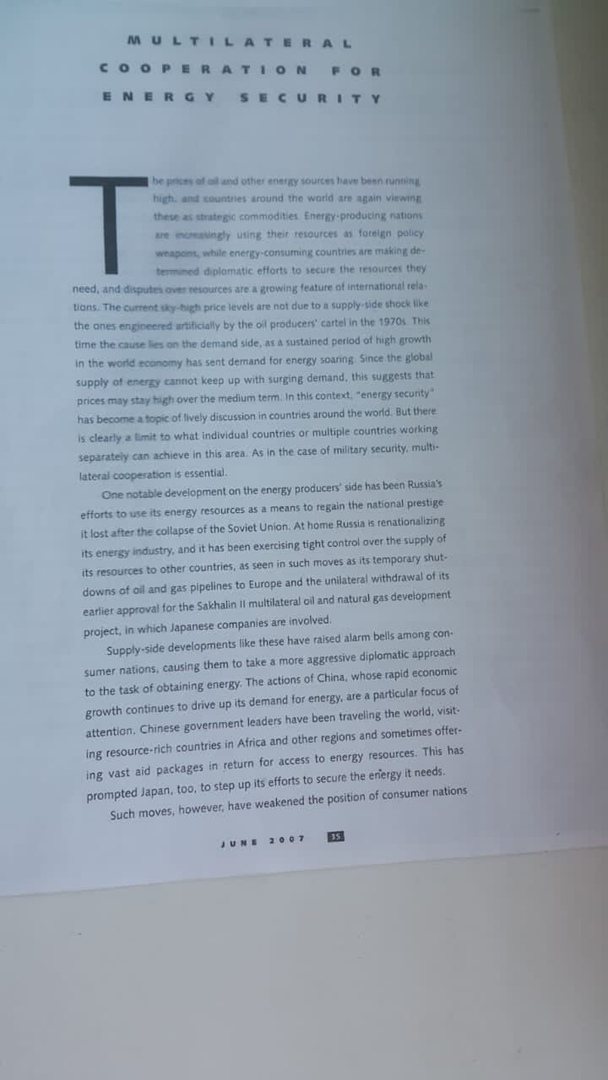 MULTILATERAL
COOPERATION FOR
ENERGY SECURITY
The prices of oil and other energy sources have been running
high, and countries around the world are again viewing
these as strategic commodities. Energy-producing nations
are increasingly using their resources as foreign policy
weapons, while energy-consuming countries are making de-
termined diplomatic efforts to secure the resources they
need, and disputes over resources are a growing feature of international rela-
tions. The current sky-high price levels are not due to a supply-side shock like
the ones engineered artificially by the oil producers' cartel in the 1970s. This
time the cause lies on the demand side, as a sustained period of high growth
in the world economy has sent demand for energy soaring. Since the global
supply of energy cannot keep up with surging demand, this suggests that
prices may stay high over the medium term. In this context, "energy security"
has become a topic of lively discussion in countries around the world. But there
is clearly a limit to what individual countries or multiple countries working
separately can achieve in this area. As in the case of military security, multi-
lateral cooperation is essential.
One notable development on the energy producers' side has been Russia's
efforts to use its energy resources as a means to regain the national prestige
it lost after the collapse of the Soviet Union. At home Russia is renationalizing
its energy industry, and it has been exercising tight control over the supply of
its resources to other countries, as seen in such moves as its temporary shut-
downs of oil and gas pipelines to Europe and the unilateral withdrawal of its
earlier approval for the Sakhalin II multilateral oil and natural gas development
project, in which Japanese companies are involved.
Supply-side developments like these have raised alarm bells among con-
sumer nations, causing them to take a more aggressive diplomatic approach
to the task of obtaining energy. The actions of China, whose rapid economic
growth continues to drive up its demand for energy, are a particular focus of
attention. Chinese government leaders have been traveling the world, visit-
ing resource-rich countries in Africa and other regions and sometimes offer-
ing vast aid packages in return for access to energy resources. This has
prompted Japan, too, to step up its efforts to secure the energy it needs.
Such moves, however, have weakened the position of consumer nations
JUNE 2007 35